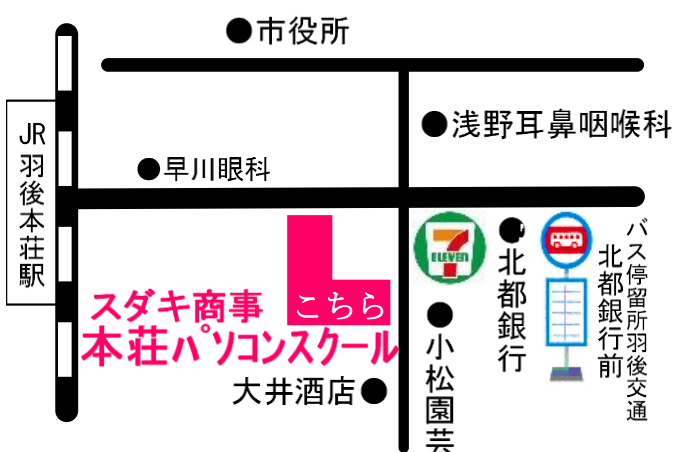 市役所
浅野耳鼻咽喉科
早川眼科
JR羽後本荘駅
スダキ商事
こちら
本荘パソコンスクール
大井酒店
7
ELEVEN
小松園芸
北都銀行
北都銀行前
バス停留所羽後交通